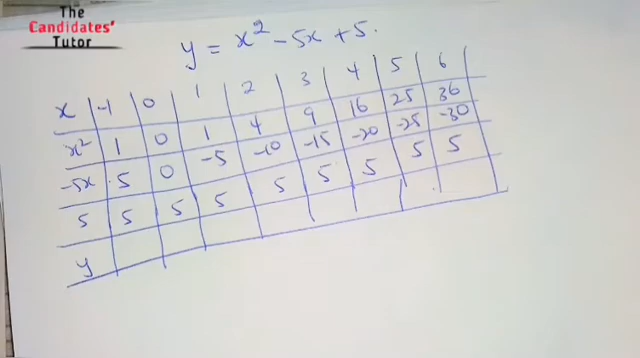 The
Candidates'
Tutor
y = x² - 5x + 5.
x | -1 | 0 | 1 | 2 | 3 | 4 | 5 | 6
x² | 1 | 0 | 1 | 4 | 9 | 16 | 25 | 36
-5x | 5 | 0 | -5 | -10 | -15 | -20 | -25 | -30
5 | 5 | 5 | 5 | 5 | 5 | 5 | 5 | 5
y